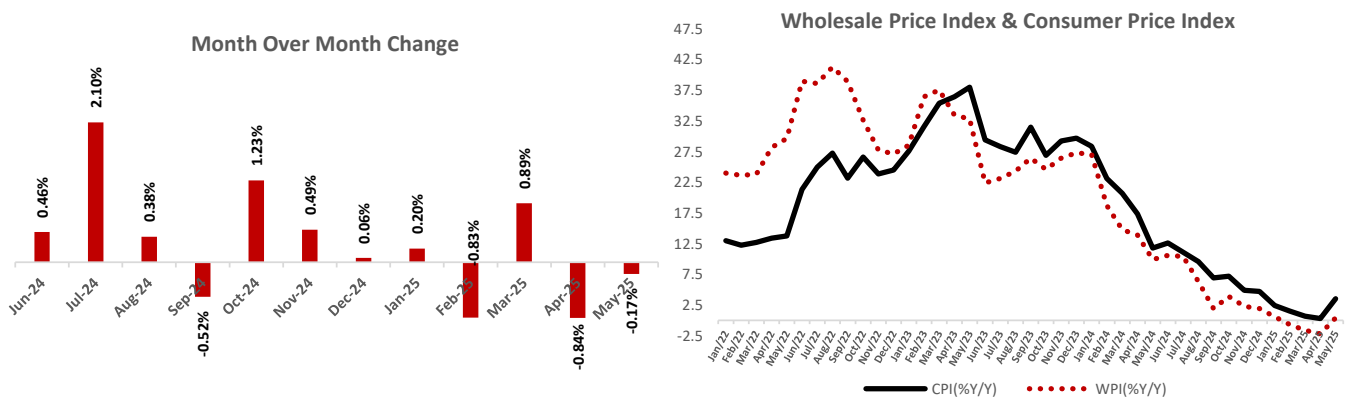 Month Over Month Change
0.46%
2.10%
0.38%
-0.52%
1.23%
0.49%
0.06%
0.20%
-0.83%
0.89%
-0.84%
-0.17%
Jun-24
Jul-24
Aug-24
Sep-24
Oct-24
Nov-24
Dec-24
Jan-25
Feb-25
Mar-25
Apr-25
May-25
Wholesale Price Index & Consumer Price Index
47.5
42.5
37.5
32.5
27.5
22.5
17.5
12.5
7.5
2.5
-2.5
Jan/22
Feb/22
Mar/22
Apr/22
May/22
Jun/22
Jul/22
Aug/22
Sep/22
Oct/22
Nov/22
Dec/22
Jan/23
Feb/23
Mar/23
Apr/23
May/23
Jun/23
Jul/23
Aug/23
Sep/23
Oct/23
Nov/23
Dec/23
Jan/24
Feb/24
Mar/24
Apr/24
May/24
Jun/24
Jul/24
Aug/24
Sep/24
Oct/24
Nov/24
Dec/24
Jan/25
Feb/25
Mar/25
Apr/25
May/25
CPI(%Y/Y)
WPI(%Y/Y)